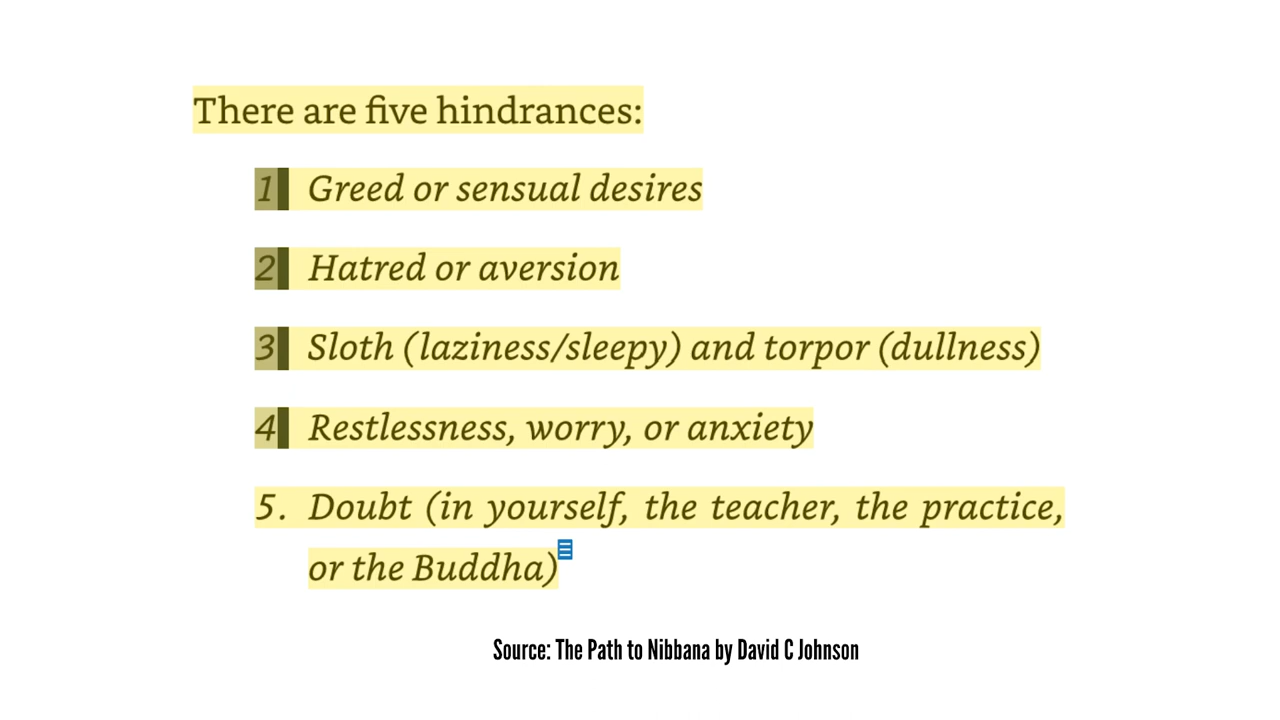 There are five hindrances:
1 Greed or sensual desires
2 Hatred or aversion
3 Sloth (laziness/sleepy) and torpor (dullness)
4 Restlessness, worry, or anxiety
5. Doubt (in yourself, the teacher, the practice,
or the Buddha)
Source: The Path to Nibbana by David C Johnson